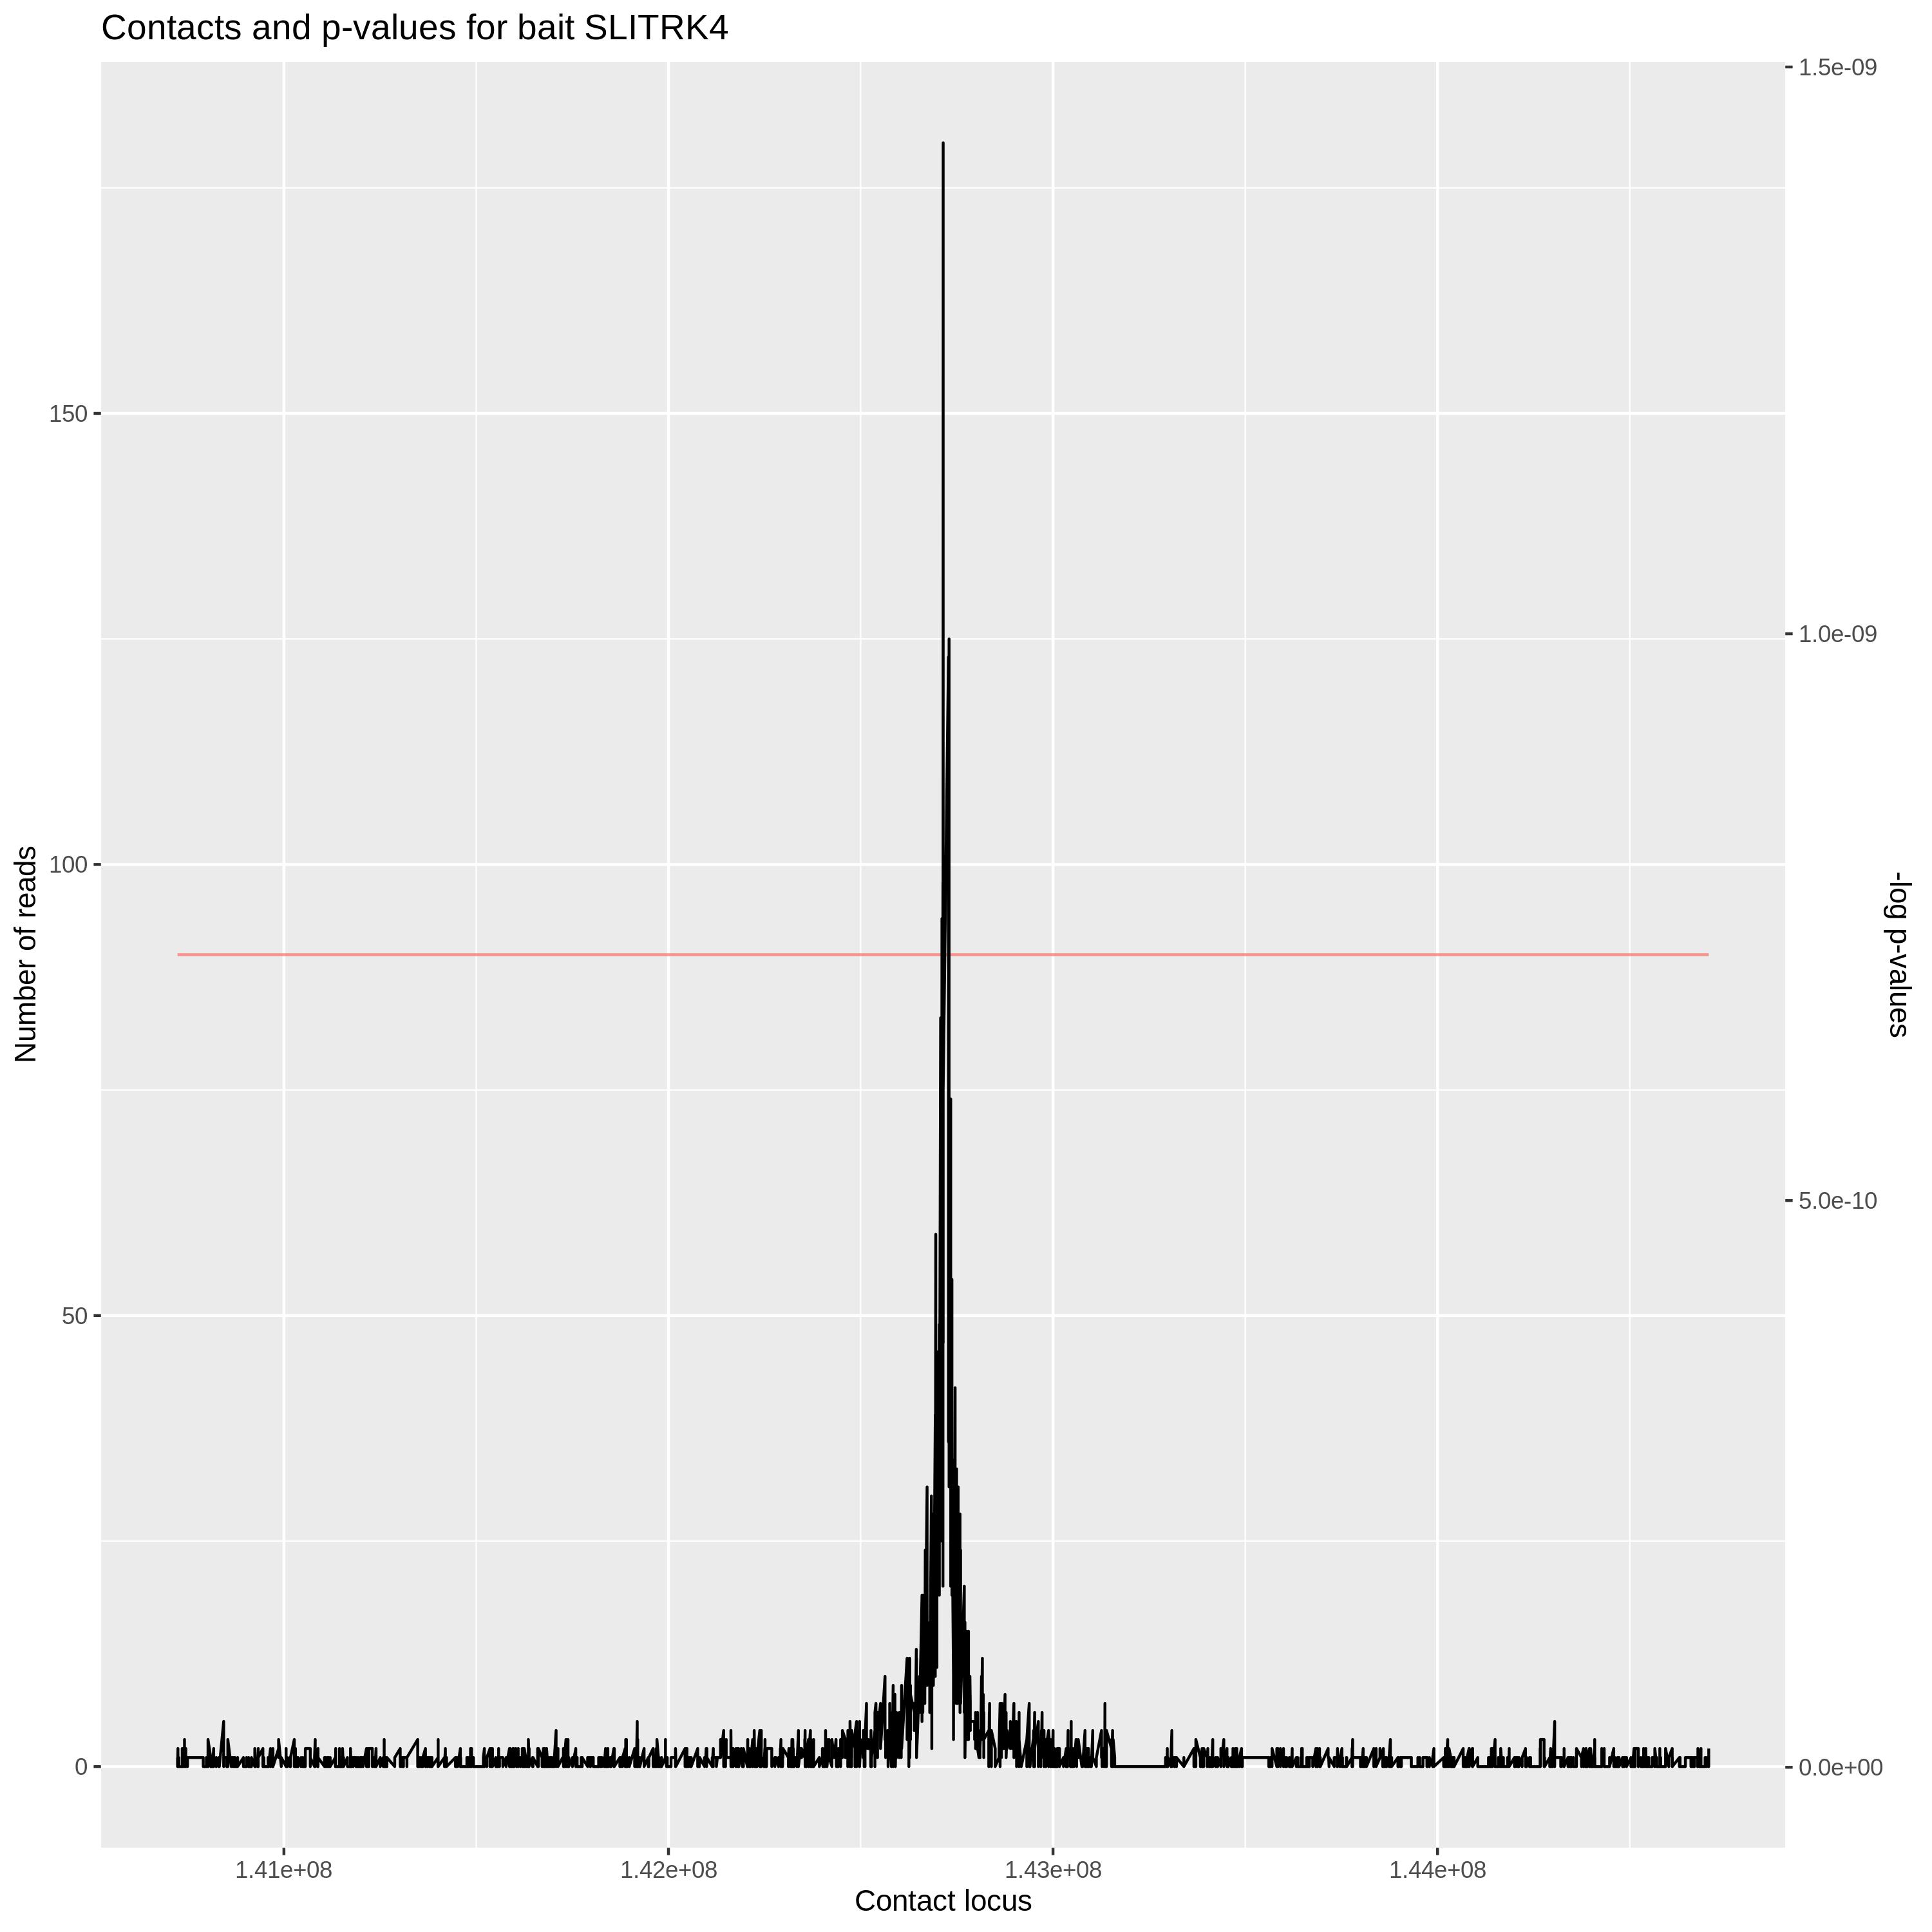 Contacts and p-values for bait SLITRK4
1.5e-09
150
1.0e-09
100
Number of reads
-log p-values
5.0e-10
50
0
0.0e+00
1.41e+08
1.42e+08
1.43e+08
1.44e+08
Contact locus